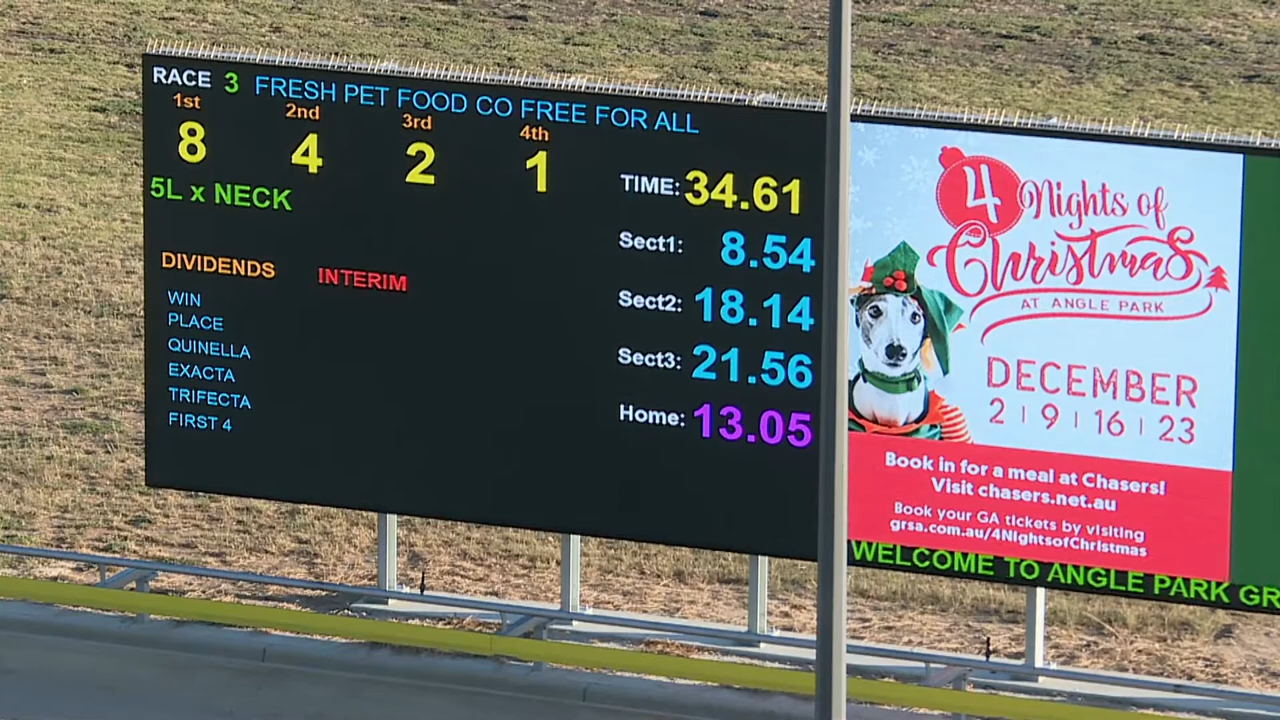 RACE 3 FRESH PET FOOD CO FREE FOR ALL
1st 2nd 3rd 4th
8 4 2 1
5L x NECK
TIME: 34.61
Sect1: 8.54
Sect2: 18.14
Sect3: 21.56
Home: 13.05
DIVIDENDS INTERIM
WIN
PLACE
QUINELLA
EXACTA
TRIFECTA
FIRST 4
4 Nights of
Christmas
AT ANGLE PARK
DECEMBER
2 | 9 | 16 | 23
Book in for a meal at Chasers!
Visit chasers.net.au
Book your GA tickets by visiting
grsa.com.au/4NightsofChristmas
WELCOME TO ANGLE PARK GR